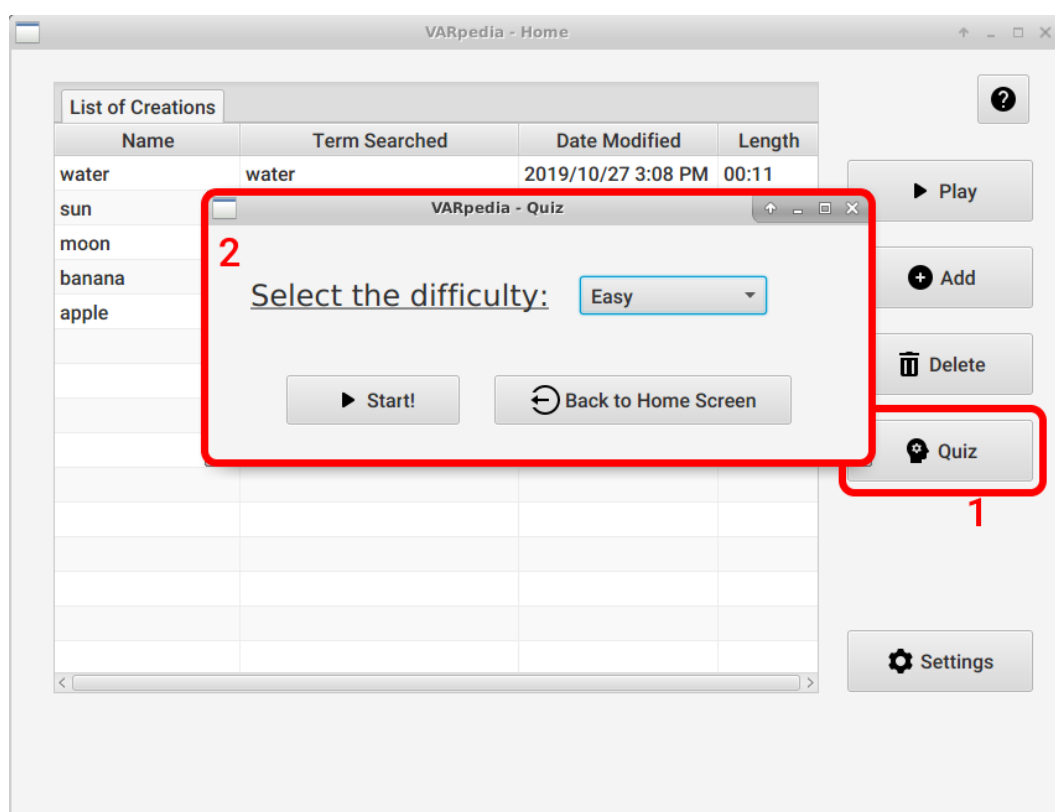 VARpedia - Home
List of Creations
Name Term Searched Date Modified Length
water water 2019/10/27 3:08 PM 00:11
Play
sun
VARpedia - Quiz
moon
2
banana
Select the difficulty: Easy
Add
apple
Delete
Start! Back to Home Screen
Quiz
1
Settings